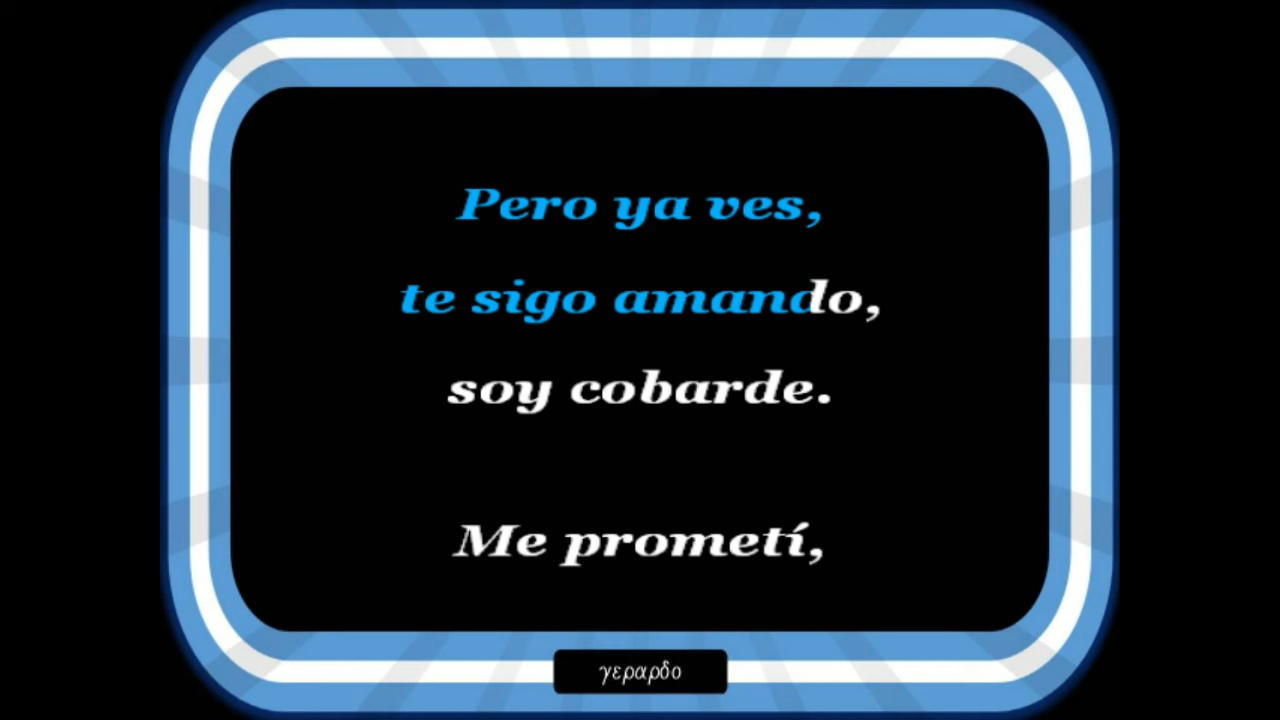 Pero ya ves,
te sigo amando,
soy cobarde.
Me prometí,
γεραρδο